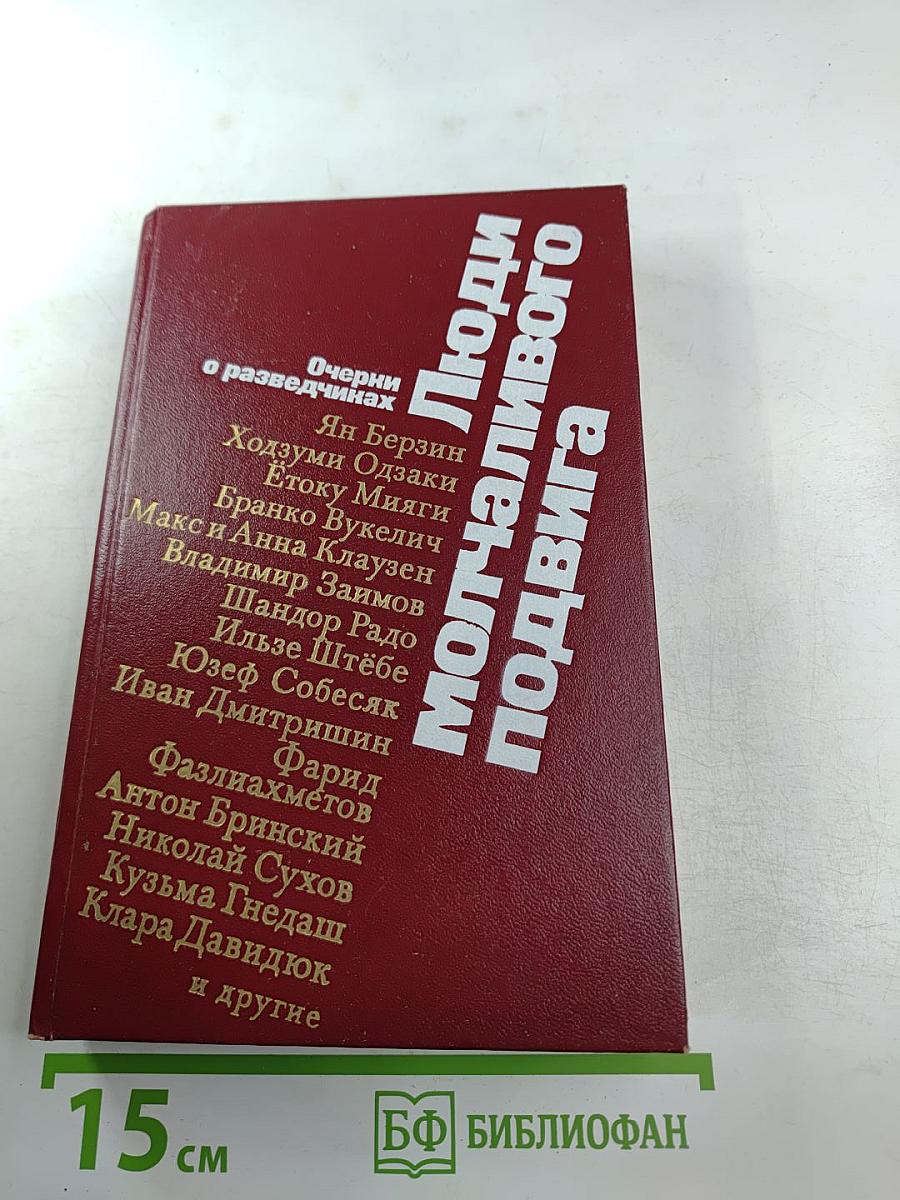 Люди
молчаливого
подвига
Очерки
о разведчиках
Ян Берзин
Ходзуми Одзаки
Ётоку Мияги
Бранко Вукелич
Макс и Анна Клаузен
Владимир Заимов
Шандор Радо
Ильзе Штёбе
Юзеф Собесяк
Иван Дмитришин
Фарид
Фазлиахметов
Антон Бринский
Николай Сухов
Кузьма Гнедаш
Клара Давидюк
и другие
15 см
БФ БИБЛИОФАН